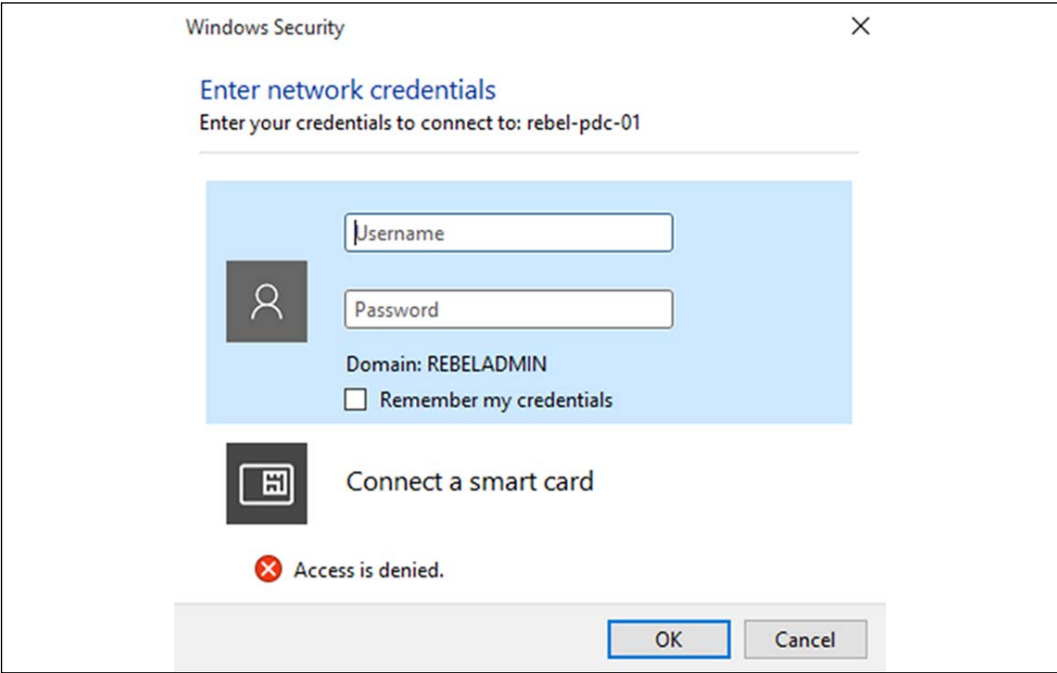 Windows Security
Enter network credentials
Enter your credentials to connect to: rebel-pdc-01
Username
Password
Domain: REBELADMIN
Remember my credentials
Connect a smart card
Access is denied.
OK Cancel